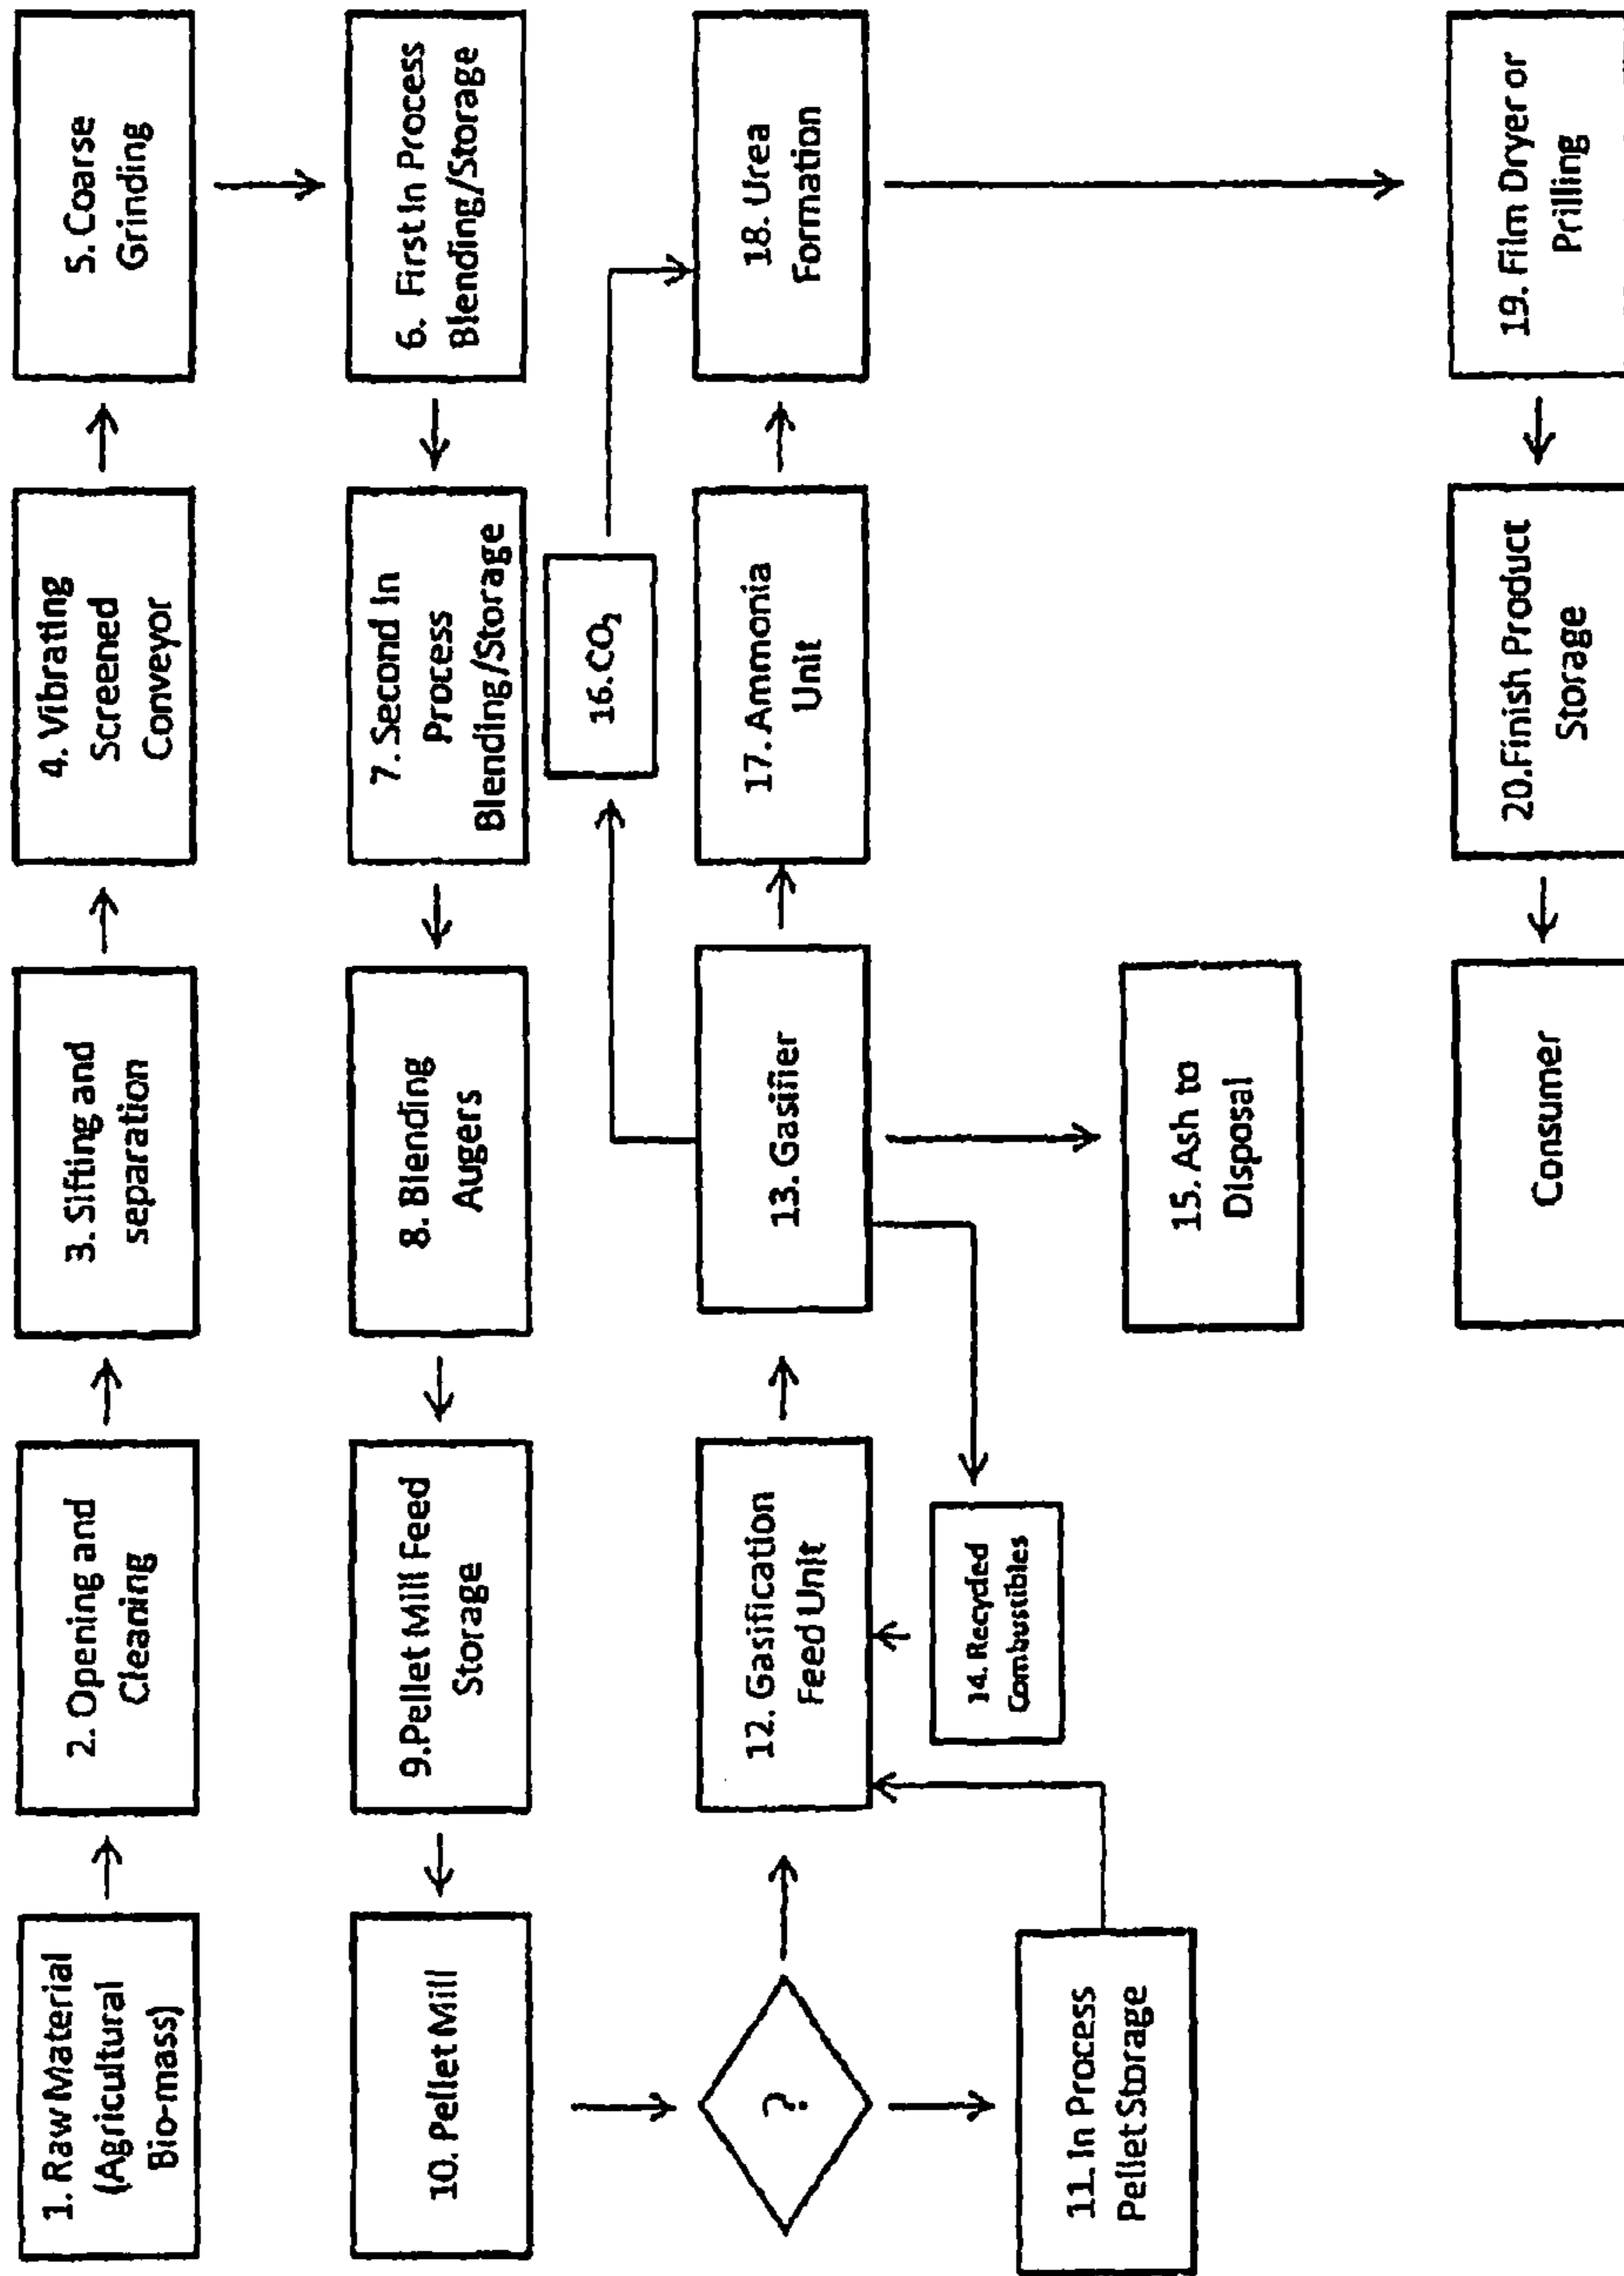 1. Raw Material
(Agricultural
Bio-mass)
2. Opening and
Cleaning
3. Sifting and
separation
4. Vibrating
Screened
Conveyor
5. Coarse
Grinding
6. First In Process
Blending/Storage
7. Second In
Process
Blending/Storage
8. Blending
Augers
9.Pellet Mill Feed
Storage
10. Pellet Mill
?
11. In Process
Pellet Storage
12. Gasification
Feed Unit
13. Gasifier
14. Recycled
Combustibles
15. Ash to
Disposal
16. CO₂
17. Ammonia
Unit
18. Urea
Formation
19. Film Dryer or
Prilling
20.Finish Product
Storage
Consumer